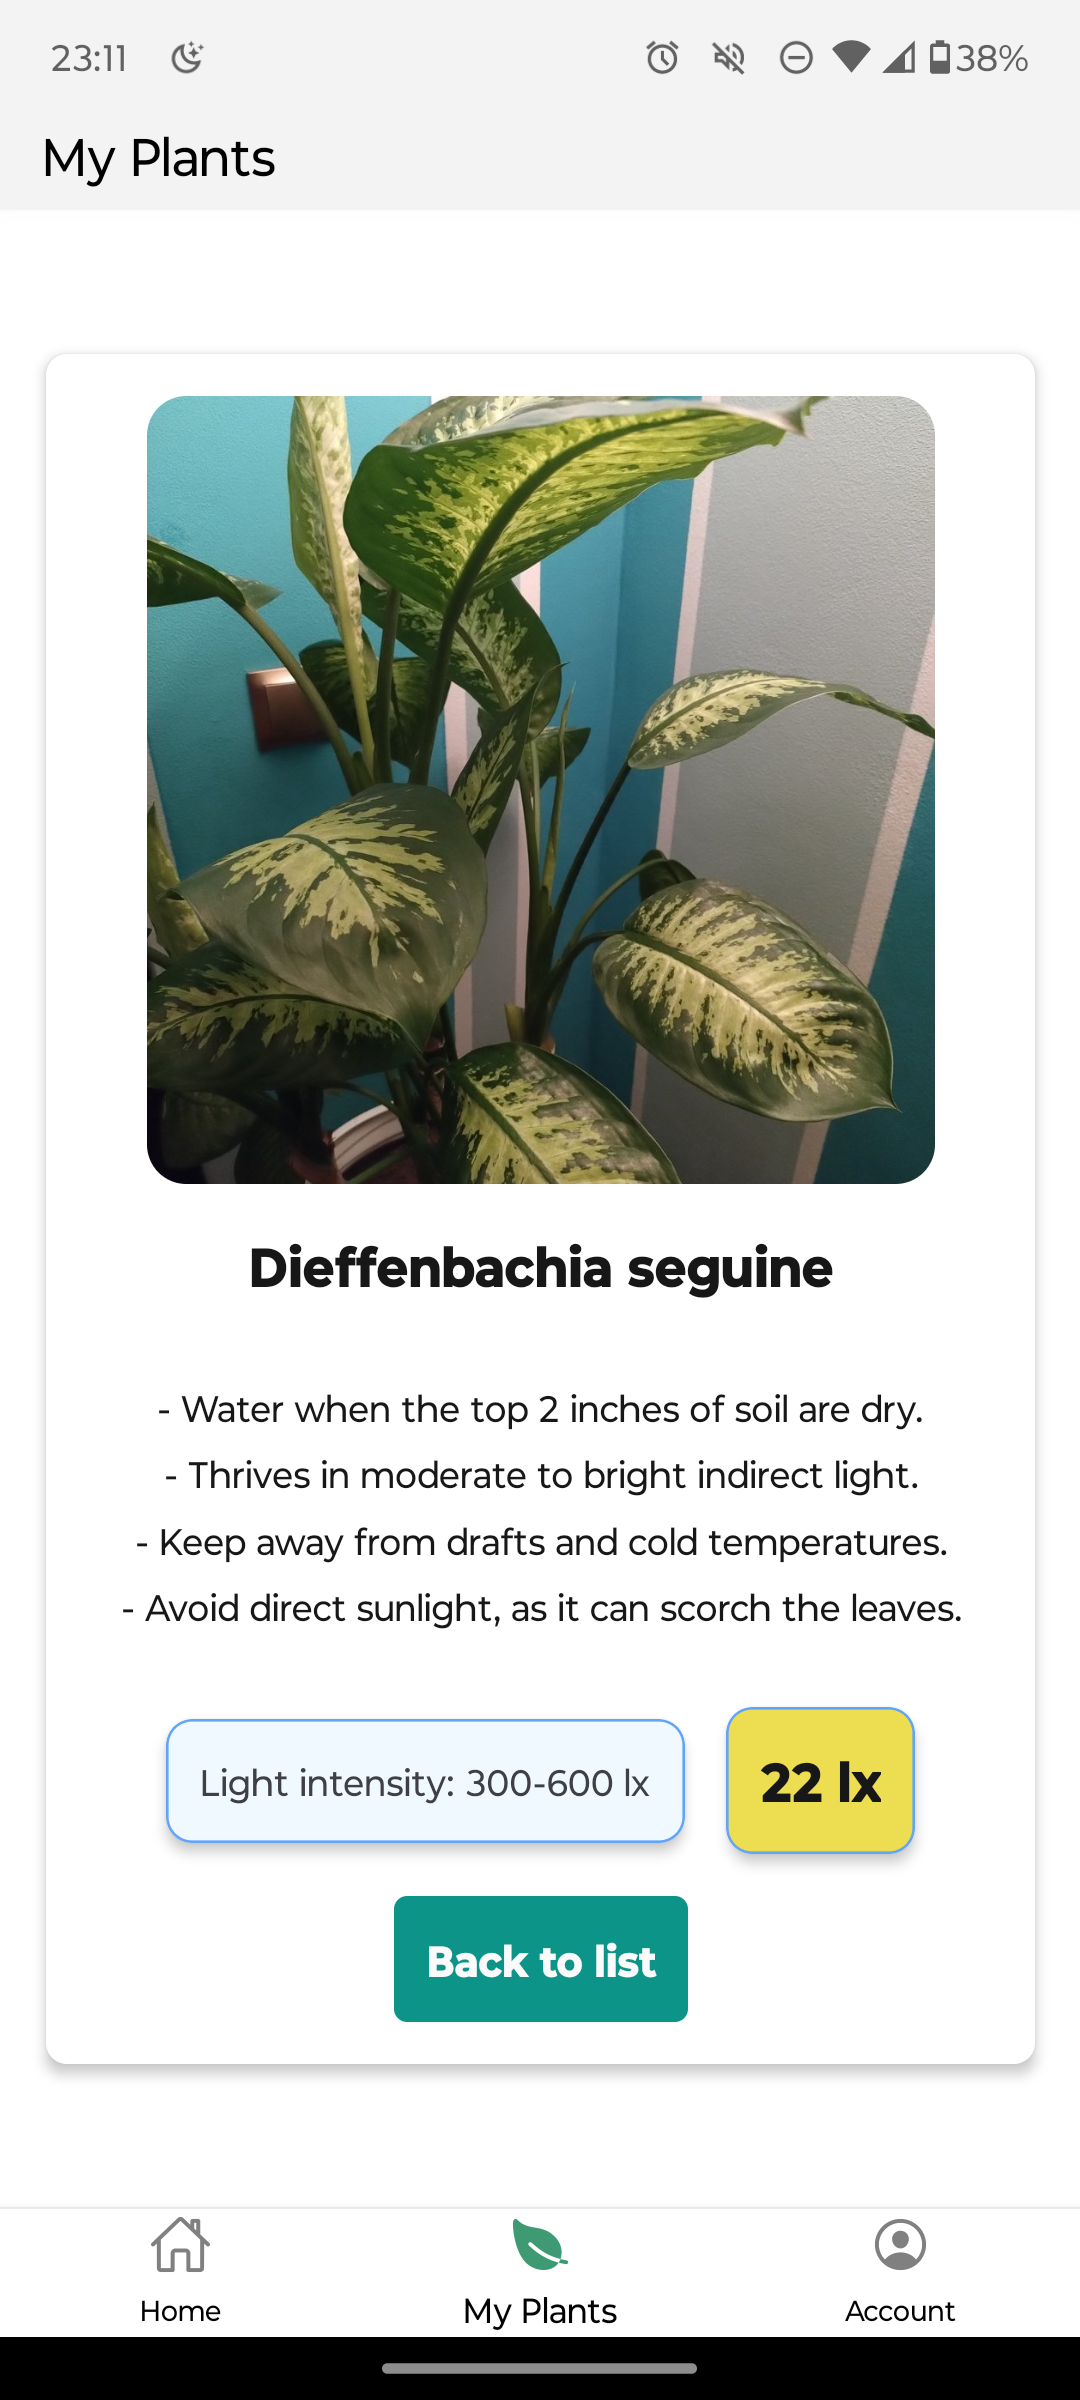 23:11
38%
My Plants
Dieffenbachia seguine
- Water when the top 2 inches of soil are dry.
- Thrives in moderate to bright indirect light.
- Keep away from drafts and cold temperatures.
- Avoid direct sunlight, as it can scorch the leaves.
Light intensity: 300-600 lx
22 lx
Back to list
Home
My Plants
Account